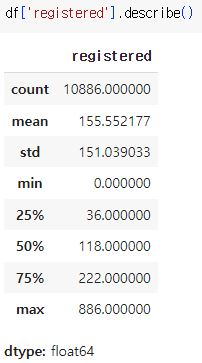 df['registered'].describe()
registered
count 10886.000000
mean 155.552177
std 151.039033
min 0.000000
25% 36.000000
50% 118.000000
75% 222.000000
max 886.000000
dtype: float64